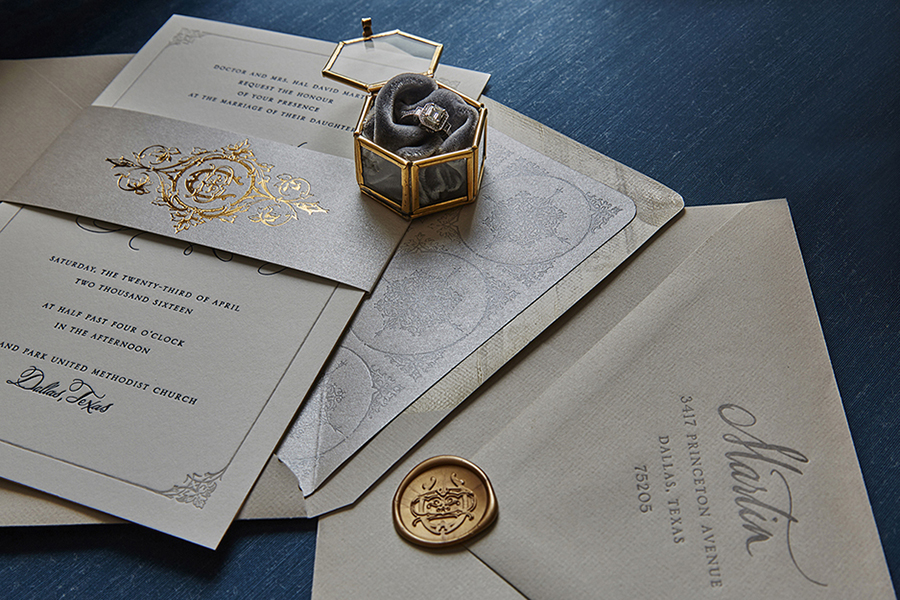 DOCTOR AND MRS. HAL DAVID
REQUEST THE HONOUR
OF YOUR PRESENCE
AT THE MARRIAGE OF THEIR DAUGHTER
SATURDAY, THE TWENTY-THIRD OF APRIL
TWO THOUSAND SIXTEEN
AT HALF PAST FOUR O'CLOCK
IN THE AFTERNOON
AND PARK UNITED METHODIST CHURCH
Dallas, Texas
Martin
3417 PRINCETON AVENUE
DALLAS, TEXAS
75205